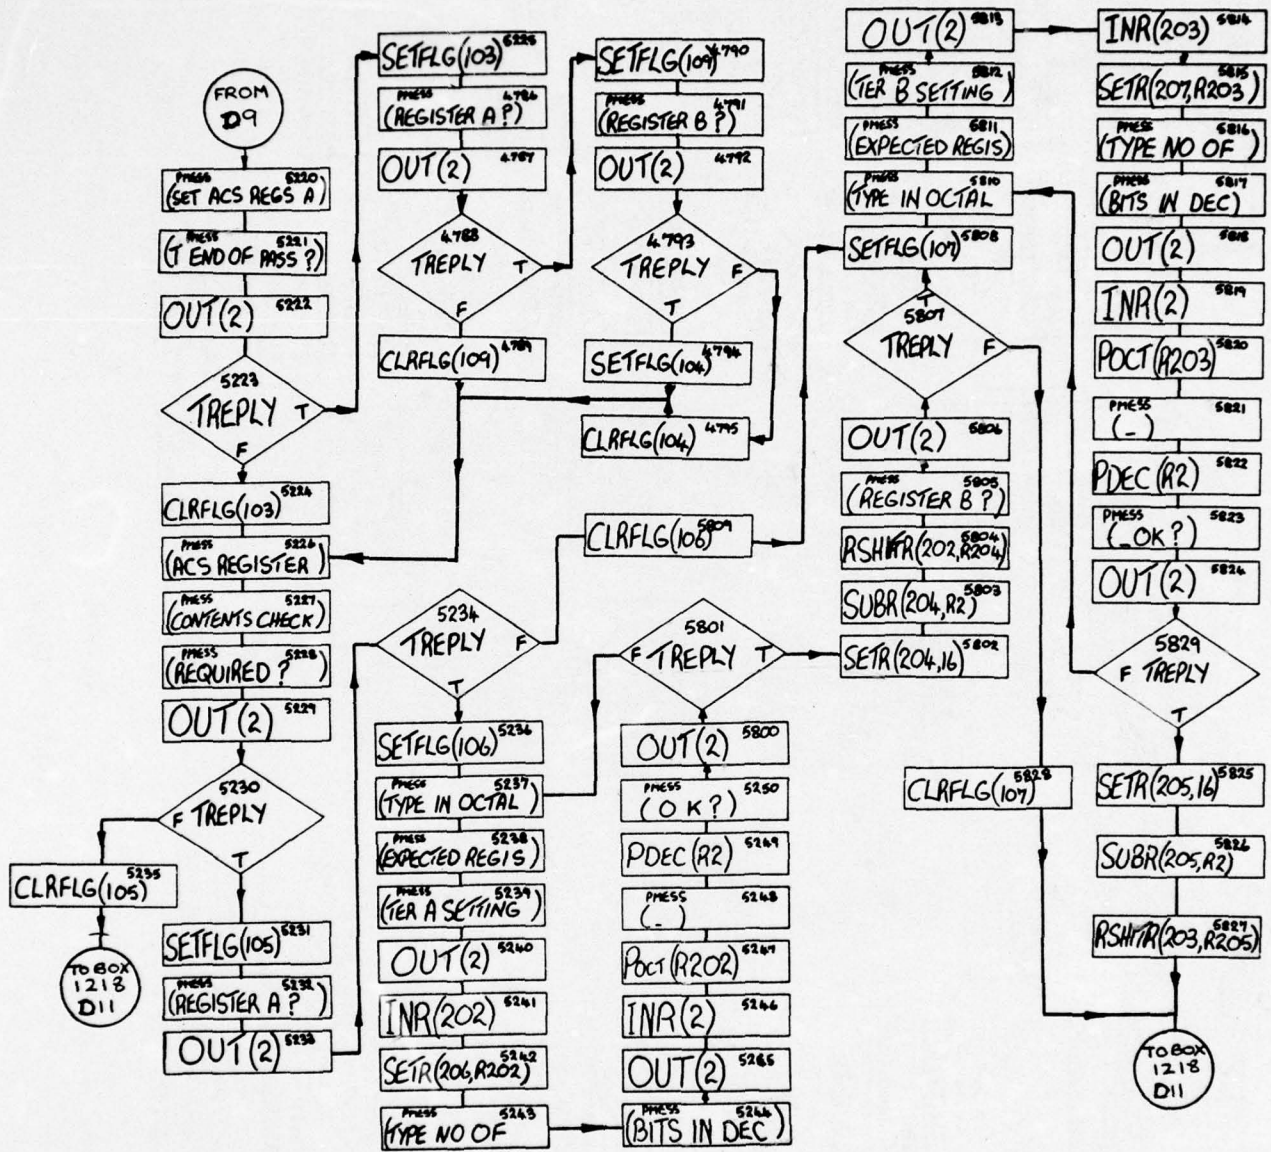 FROM
D9
PMESS 5220
(SET ACS REGS A)
PMESS 5221
(T END OF PASS?)
OUT(2) 5222
5223
TREPLY T
F
CLRFLG(103) 5224
PMESS 5226
(ACS REGISTER)
PMESS 5227
(CONTENTS CHECK)
PMESS 5228
(REQUIRED ?)
OUT(2) 5229
5230
F TREPLY
T
CLRFLG(105) 5235
TO BOX
1218
D11
SETFLG(105) 5231
PMESS 5232
(REGISTER A ?)
OUT(2) 5233
SETFLG(103) 5225
PMESS 4786
(REGISTER A?)
OUT(2) 4787
4788
TREPLY T
F
CLRFLG(109) 4789
SETFLG(109) 4790
PMESS 4791
(REGISTER B?)
OUT(2) 4792
4793
TREPLY F
T
SETFLG(104) 4794
CLRFLG(104) 4795
5234
TREPLY F
T
CLRFLG(106) 5809
SETFLG(106) 5236
PMESS 5237
(TYPE IN OCTAL)
PMESS 5238
(EXPECTED REGIS)
PMESS 5239
(TER A SETTING)
OUT(2) 5240
INR(202) 5241
SETR(206,R202) 5242
PMESS 5243
(TYPE NO OF
PMESS 5244
(BITS IN DEC)
OUT(2) 5245
INR(2) 5246
POCT(R202) 5247
PMESS 5248
(_)
PDEC(R2) 5249
PMESS 5250
( OK?)
OUT(2) 5800
5801
F TREPLY T
SETR(204,16) 5802
SUBR(204,R2) 5803
RSHITR(202,R204) 5804
PMESS 5805
(REGISTER B ?)
OUT(2) 5806
T
5807
TREPLY F
SETFLG(107) 5808
PMESS 5810
(TYPE IN OCTAL
PMESS 5811
(EXPECTED REGIS)
PMESS 5812
(TER B SETTING)
OUT(2) 5813
CLRFLG(107) 5828
INR(203) 5814
SETR(207,R203) 5815
PMESS 5816
(TYPE NO OF)
PMESS 5817
(BITS IN DEC)
OUT(2) 5818
INR(2) 5819
POCT(R203) 5820
PMESS 5821
(_)
PDEC(R2) 5822
PMESS 5823
(_OK?)
OUT(2) 5824
5829
F TREPLY
T
SETR(205,16) 5825
SUBR(205,R2) 5826
RSHITR(203,R205) 5827
TO BOX
1218
D11